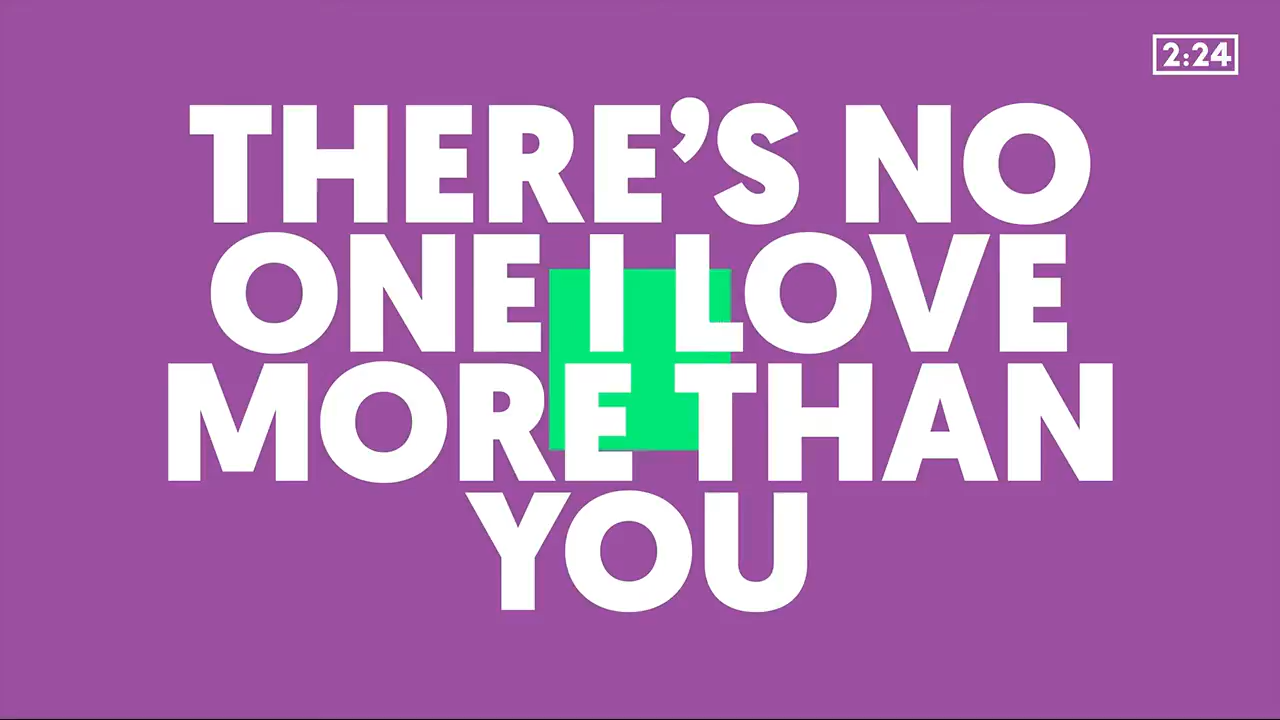 2:24
THERE’S NO
ONE I LOVE
MORE THAN
YOU